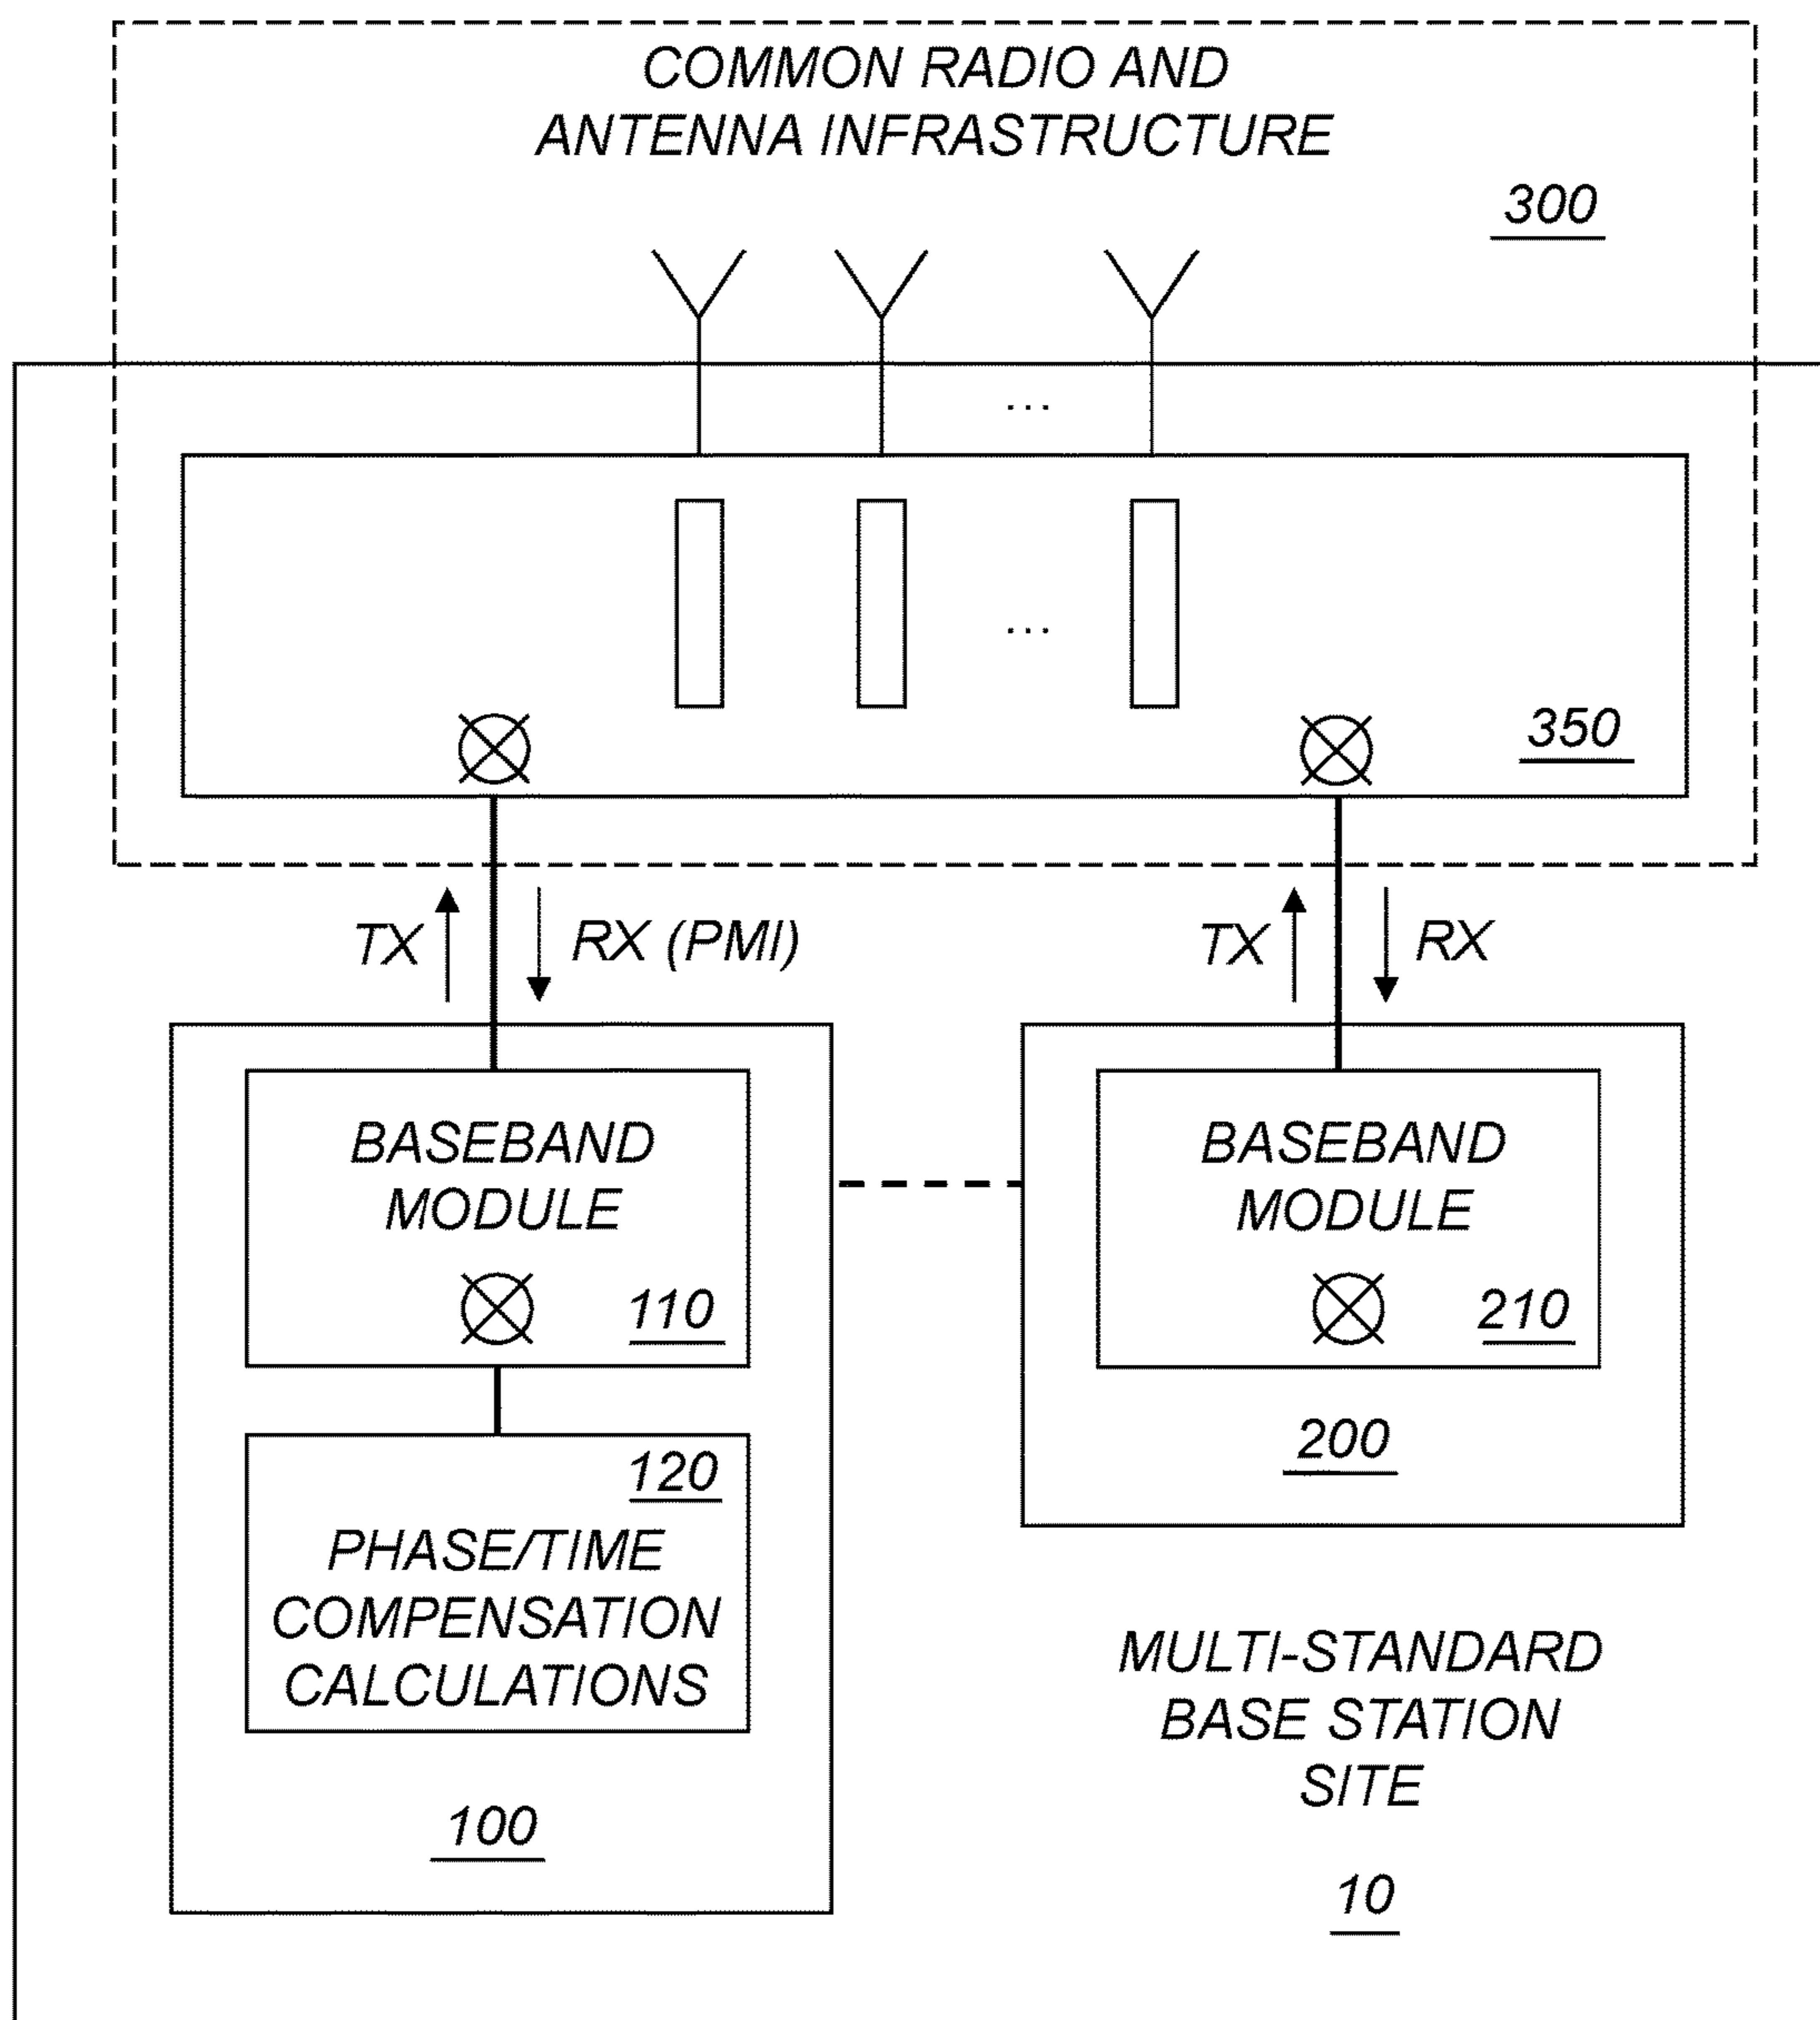 COMMON RADIO AND
ANTENNA INFRASTRUCTURE
300
...
...
350
TX
RX (PMI)
TX
RX
BASEBAND
MODULE
110
BASEBAND
MODULE
210
200
120
PHASE/TIME
COMPENSATION
CALCULATIONS
100
MULTI-STANDARD
BASE STATION
SITE
10